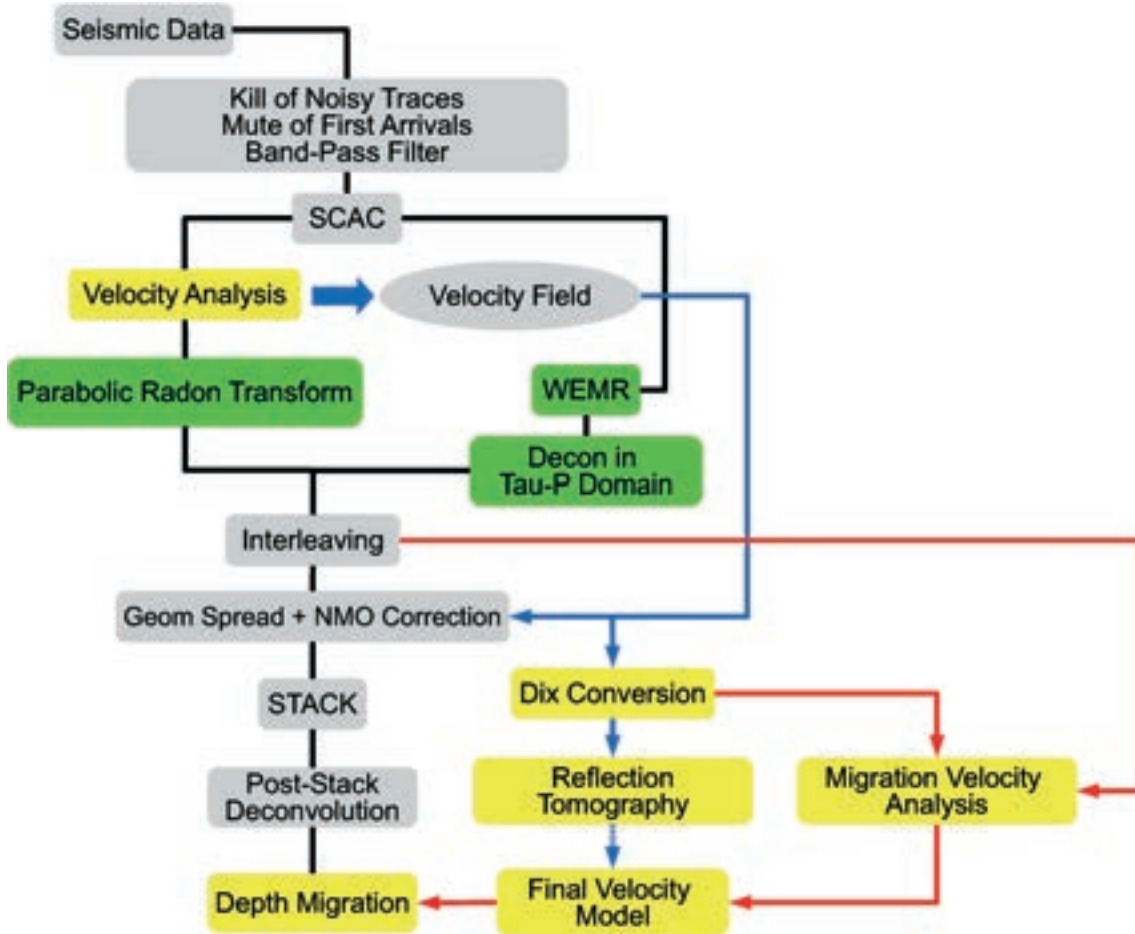 Seismic Data
Kill of Noisy Traces
Mute of First Arrivals
Band-Pass Filter
SCAC
Velocity Analysis
Velocity Field
Parabolic Radon Transform
WEMR
Decon in
Tau-P Domain
Interleaving
Geom Spread + NMO Correction
Dix Conversion
STACK
Reflection
Tomography
Migration Velocity
Analysis
Post-Stack
Deconvolution
Depth Migration
Final Velocity
Model